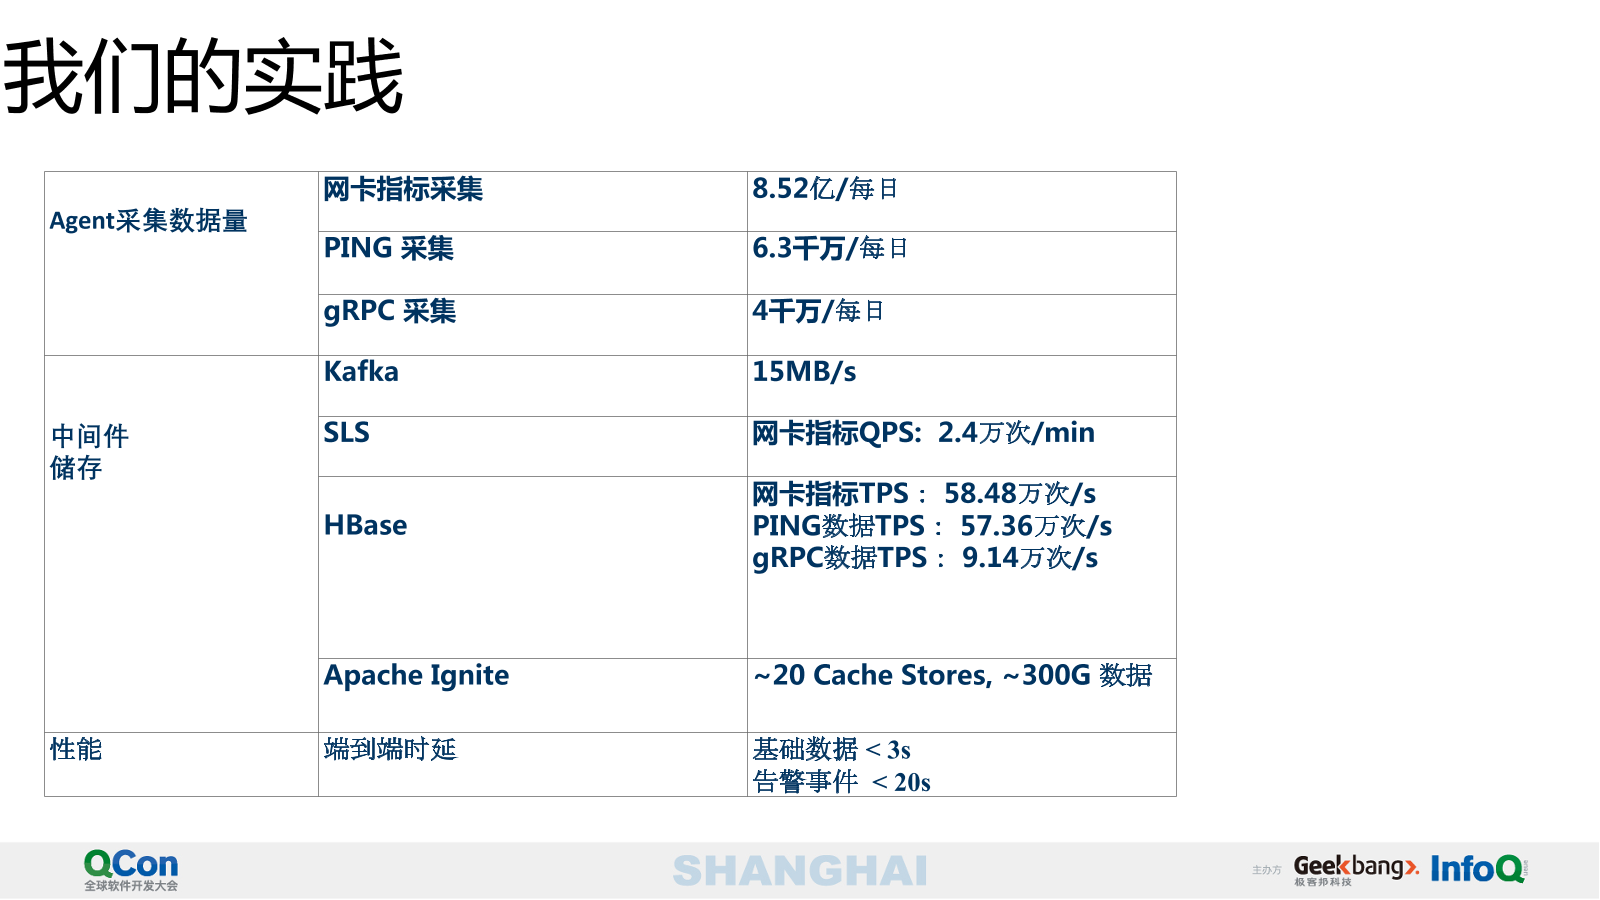 我们的实践
Agent采集数据量
网卡指标采集
8.52亿/每日
PING 采集
6.3千万/每日
gRPC 采集
4千万/每日
中间件
储存
Kafka
15MB/s
SLS
网卡指标QPS: 2.4万次/min
HBase
网卡指标TPS： 58.48万次/s
PING数据TPS： 57.36万次/s
gRPC数据TPS： 9.14万次/s
Apache Ignite
~20 Cache Stores, ~300G 数据
性能
端到端时延
基础数据 < 3s
告警事件 < 20s
QCon
全球软件开发大会
SHANGHAI
主办方
Geekbang>.
极客邦科技
InfoQ